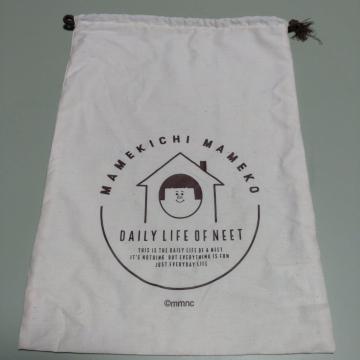 MAMEKICHI MAMEKO
DAILY LIFE OF NEET
THIS IS THE DAILY LIFE OF A NEET
IT'S NOTHING BUT EVERYTHING IS FUN
JUST EVERYDAY LIFE
©mmnc